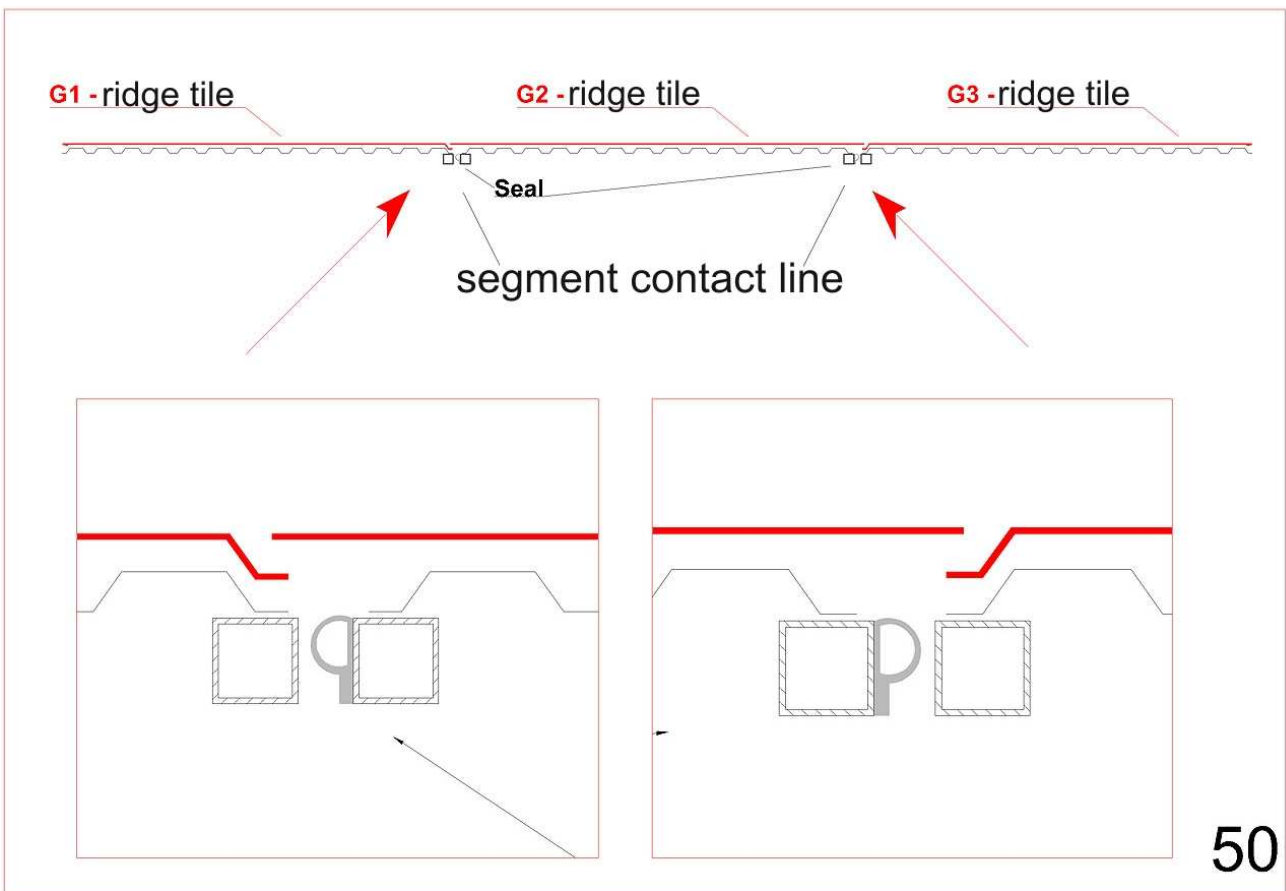 G1 - ridge tile
G2 - ridge tile
G3 - ridge tile
Seal
segment contact line
50